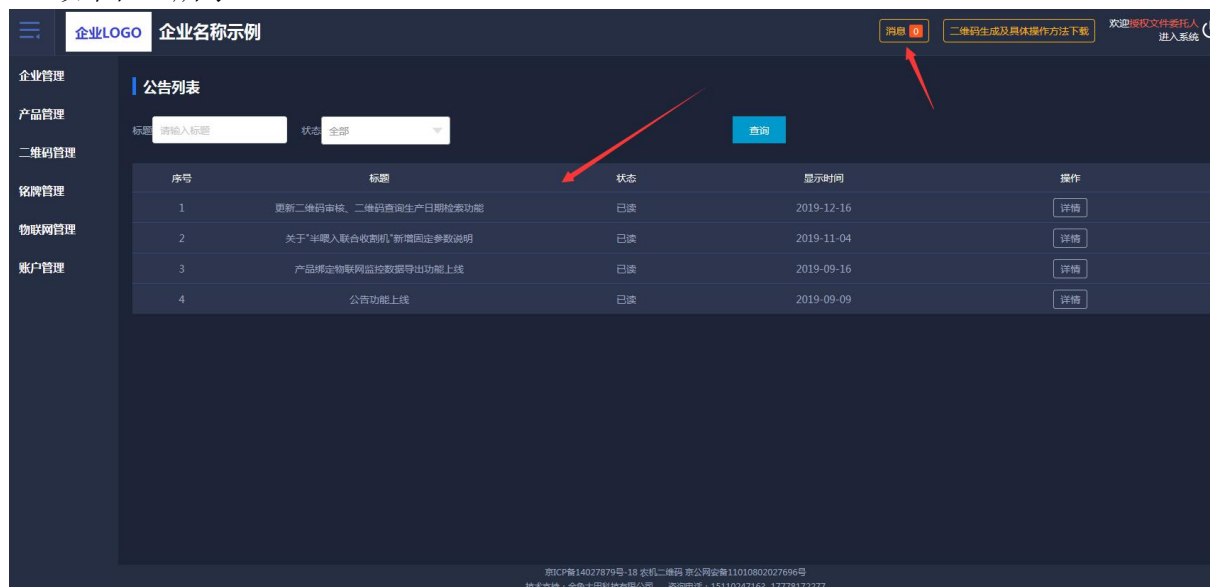 企业LOGO 企业名称示例 消息 0 二维码生成及具体操作方法下载 欢迎授权文件委托人
进入系统
企业管理
产品管理
二维码管理
铭牌管理
物联网管理
账户管理
公告列表
标题 请输入标题 状态 全部 查询
序号 标题 状态 显示时间 操作
1 更新二维码审核、二维码查询生产日期检索功能 已读 2019-12-16 详情
2 关于"半喂入联合收割机"新增固定参数说明 已读 2019-11-04 详情
3 产品绑定物联网监控数据导出功能上线 已读 2019-09-16 详情
4 公告功能上线 已读 2019-09-09 详情
京ICP备14027879号-18 农机二维码 京公网安备11010802027696号